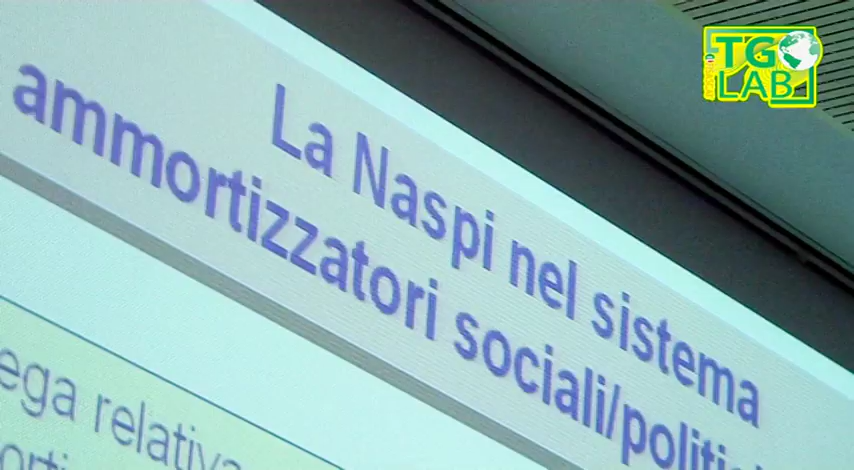 TG
LAB
La Naspi nel sistema
ammortizzatori sociali/politi
ega relativa